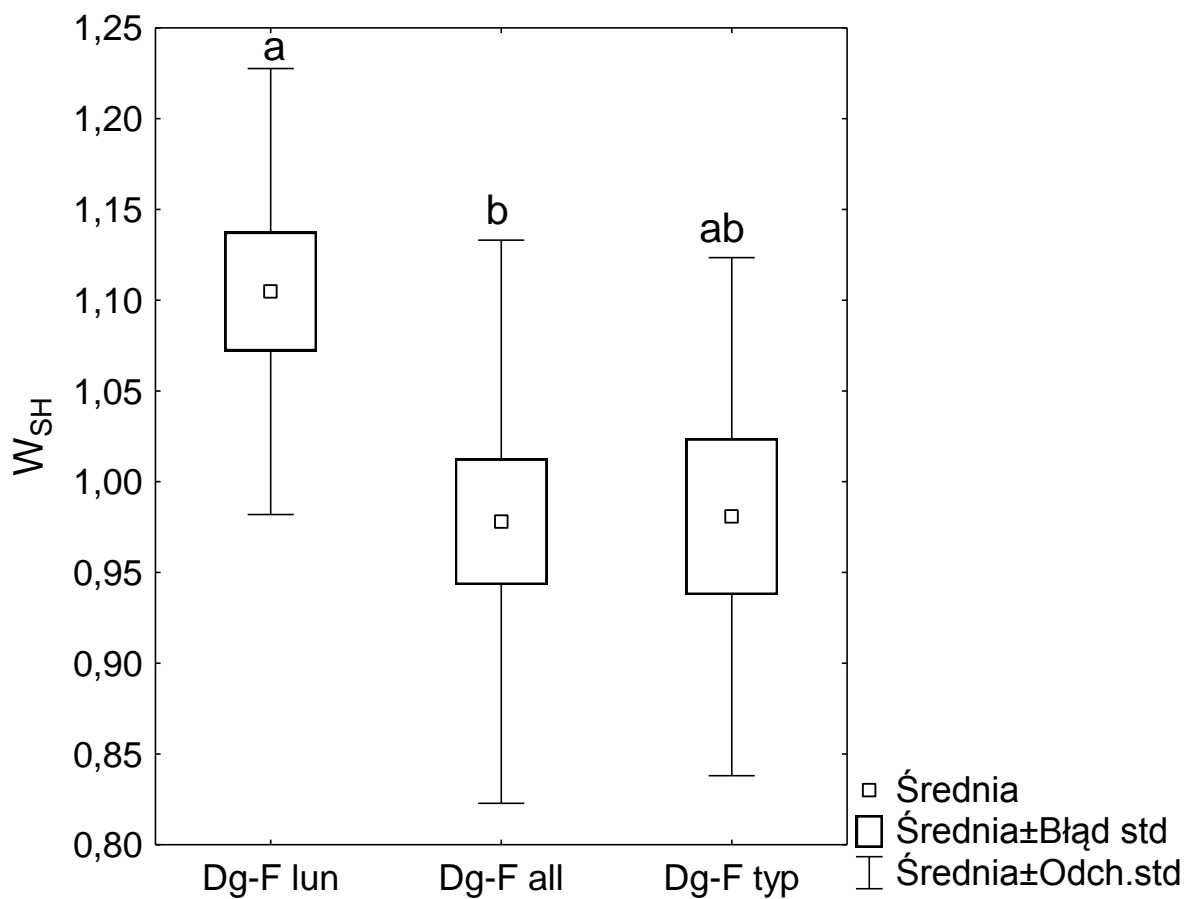 1,25
1,20
1,15
1,10
1,05
1,00
0,95
0,90
0,85
0,80
W_SH
a
b
ab
Dg-F lun
Dg-F all
Dg-F typ
Średnia
Średnia±Błąd std
Średnia±Odch.std